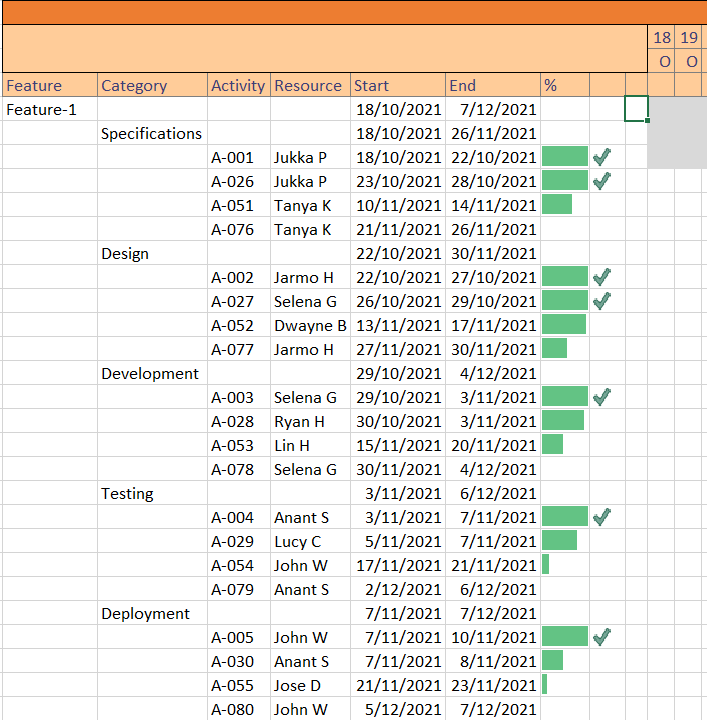 18 19
O O
Feature Category Activity Resource Start End %
Feature-1 18/10/2021 7/12/2021
Specifications 18/10/2021 26/11/2021
A-001 Jukka P 18/10/2021 22/10/2021
A-026 Jukka P 23/10/2021 28/10/2021
A-051 Tanya K 10/11/2021 14/11/2021
A-076 Tanya K 21/11/2021 26/11/2021
Design 22/10/2021 30/11/2021
A-002 Jarmo H 22/10/2021 27/10/2021
A-027 Selena G 26/10/2021 29/10/2021
A-052 Dwayne B 13/11/2021 17/11/2021
A-077 Jarmo H 27/11/2021 30/11/2021
Development 29/10/2021 4/12/2021
A-003 Selena G 29/10/2021 3/11/2021
A-028 Ryan H 30/10/2021 3/11/2021
A-053 Lin H 15/11/2021 20/11/2021
A-078 Selena G 30/11/2021 4/12/2021
Testing 3/11/2021 6/12/2021
A-004 Anant S 3/11/2021 7/11/2021
A-029 Lucy C 5/11/2021 7/11/2021
A-054 John W 17/11/2021 21/11/2021
A-079 Anant S 2/12/2021 6/12/2021
Deployment 7/11/2021 7/12/2021
A-005 John W 7/11/2021 10/11/2021
A-030 Anant S 7/11/2021 8/11/2021
A-055 Jose D 21/11/2021 23/11/2021
A-080 John W 5/12/2021 7/12/2021